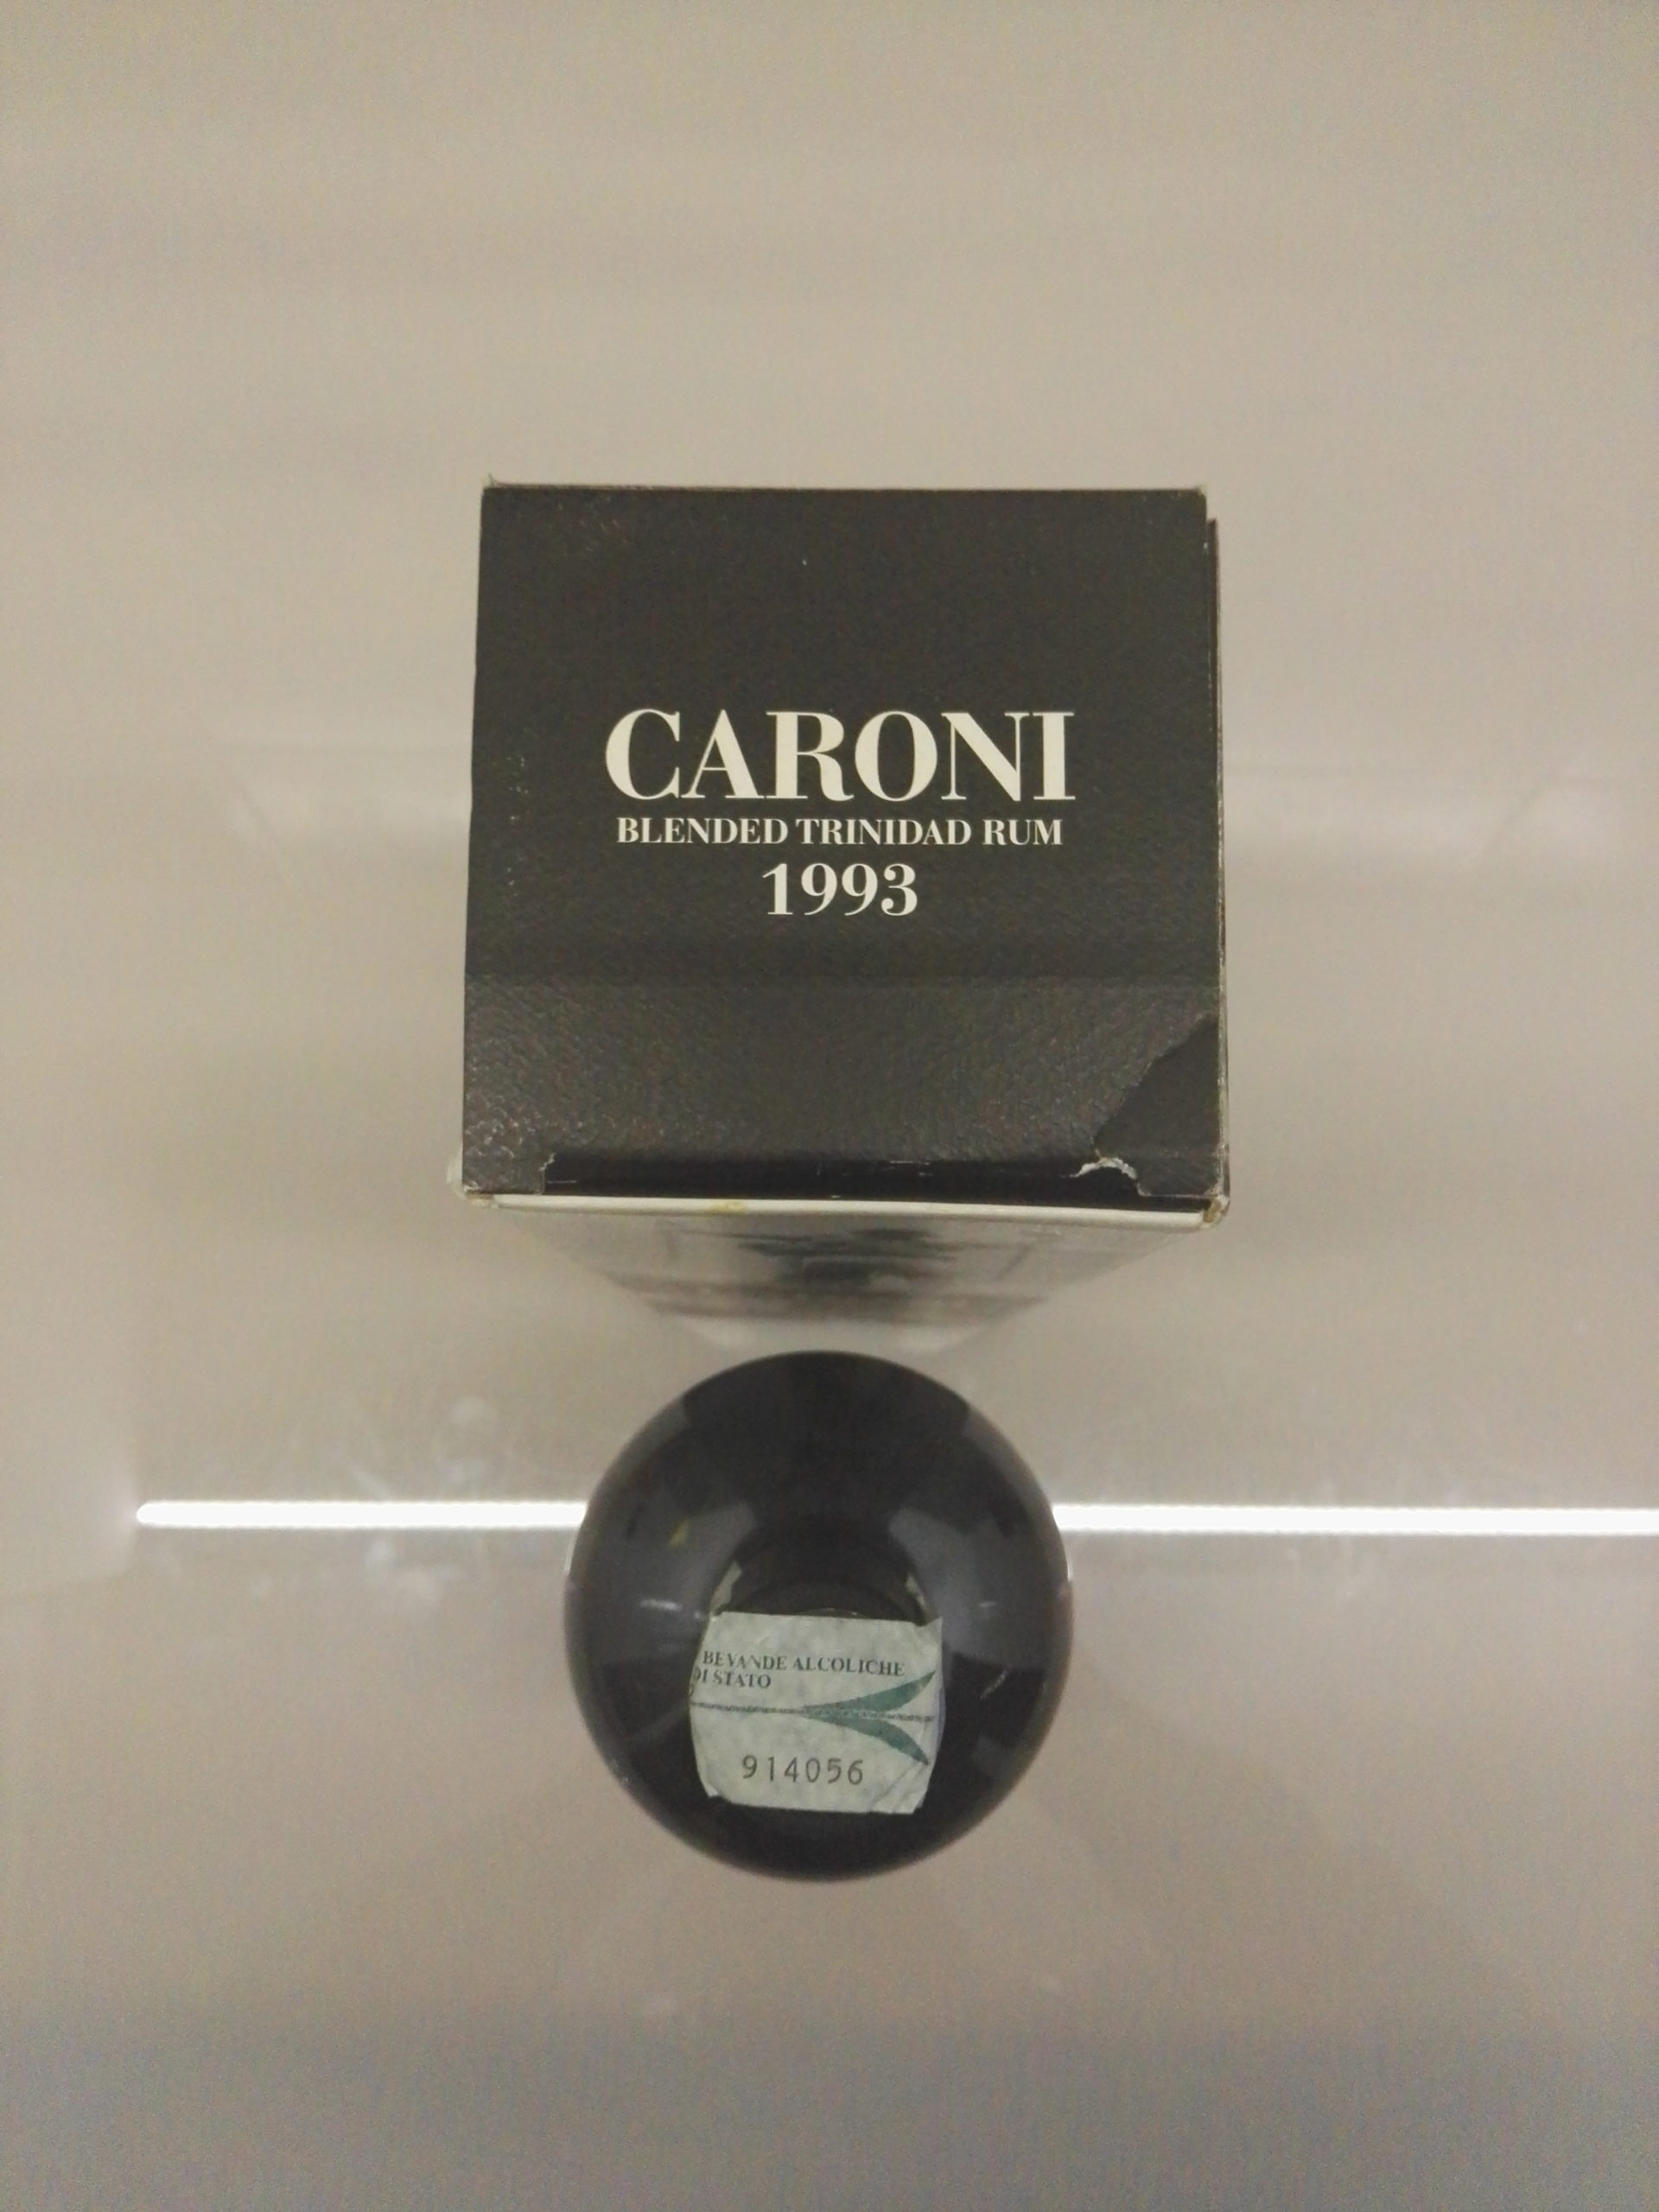 CARONI
BLENDED TRINIDAD RUM
1993
BEVANDE ALCOLICHE
DI STATO
914056